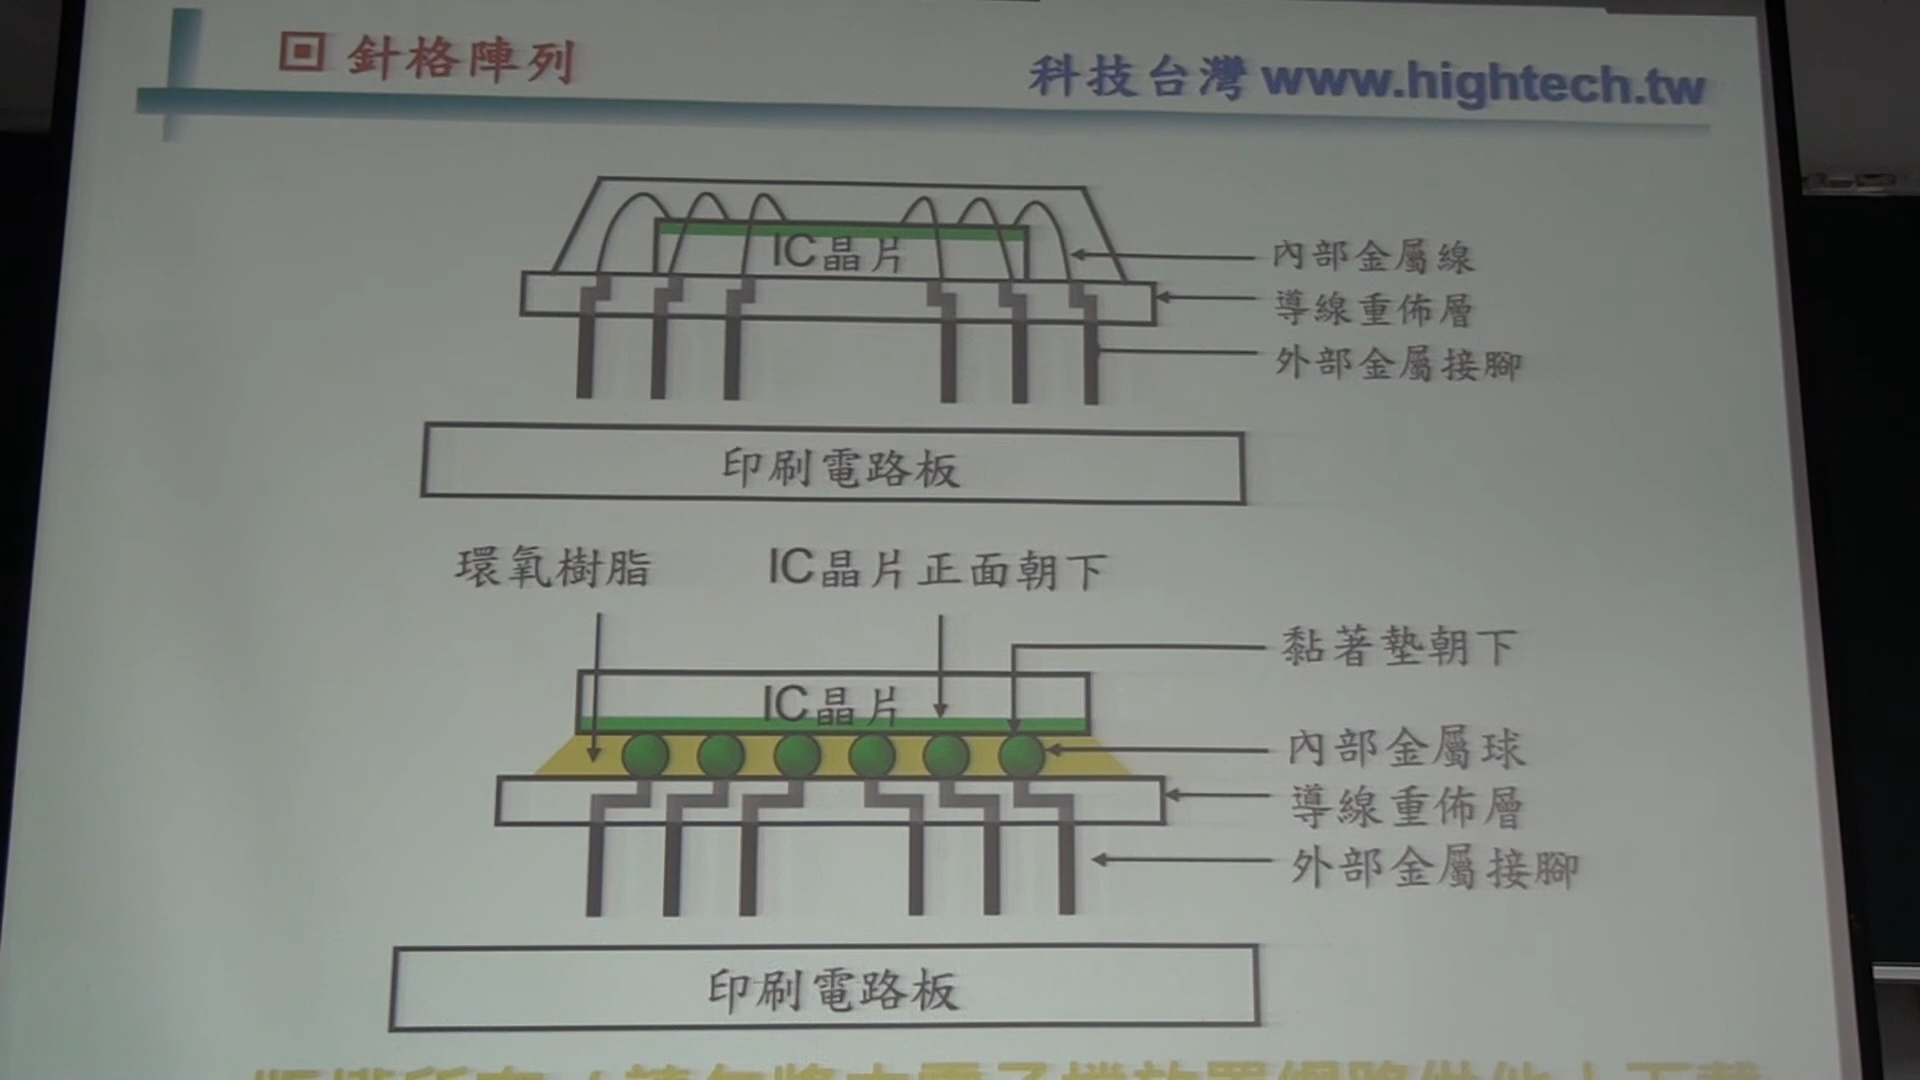 針格陣列
科技台灣 www.hightech.tw
IC晶片
內部金屬線
導線重佈層
外部金屬接腳
印刷電路板
環氧樹脂
IC晶片正面朝下
黏著墊朝下
IC晶片
內部金屬球
導線重佈層
外部金屬接腳
印刷電路板